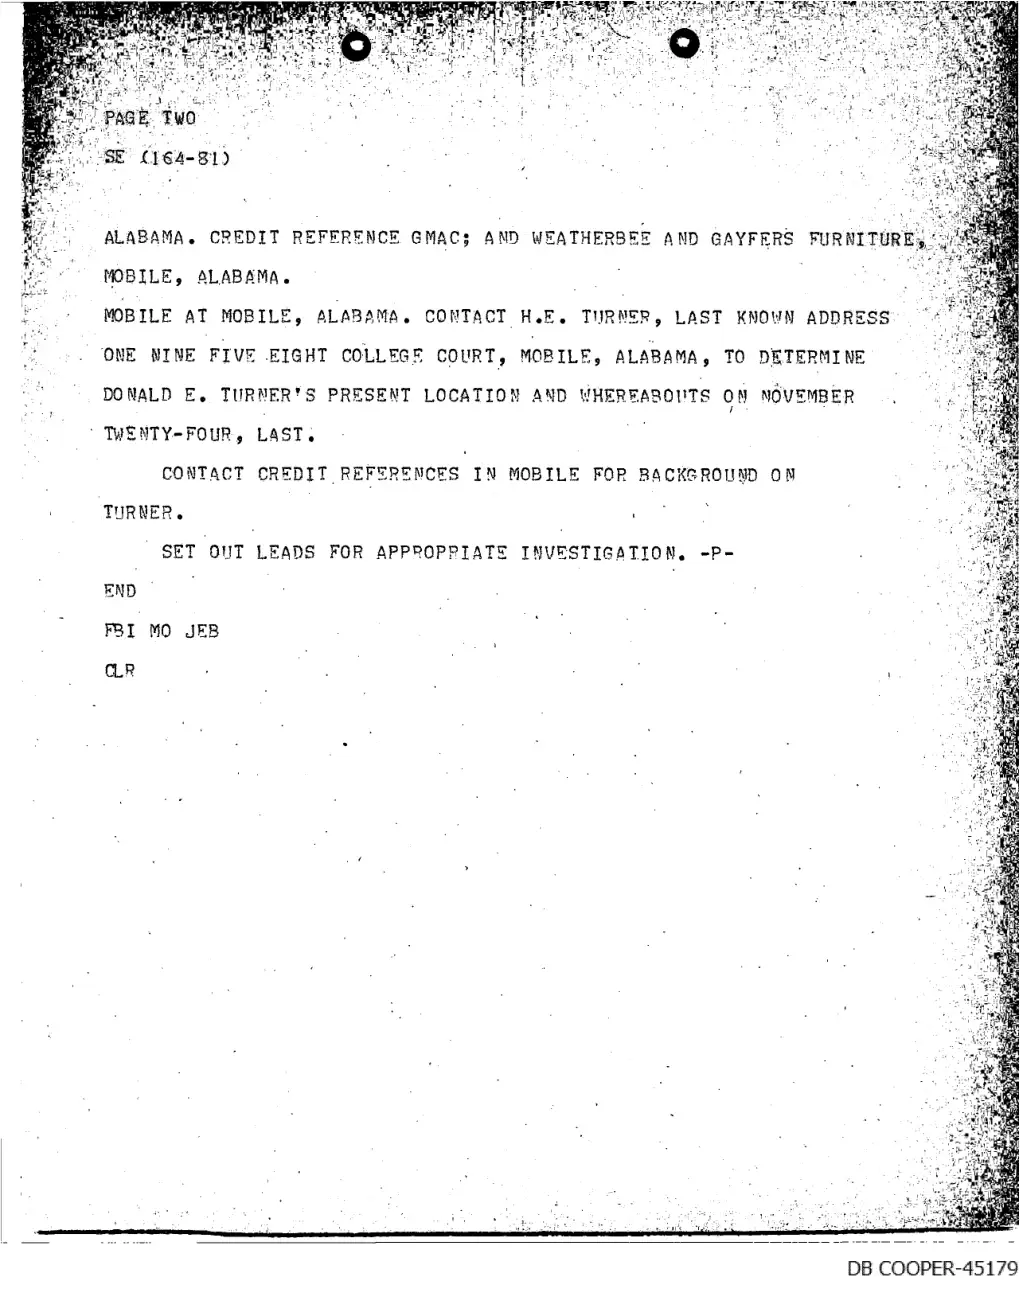 PAGE TWO
SE (164-81)
ALABAMA. CREDIT REFERENCE GMAC; AND WEATHERBEE AND GAYFERS FURNITURE,
MOBILE, ALABAMA.
MOBILE AT MOBILE, ALABAMA. CONTACT H.E. TURNER, LAST KNOWN ADDRESS
ONE NINE FIVE EIGHT COLLEGE COURT, MOBILE, ALABAMA, TO DETERMINE
DONALD E. TURNER'S PRESENT LOCATION AND WHEREABOUTS ON NOVEMBER
TWENTY-FOUR, LAST.
CONTACT CREDIT REFERENCES IN MOBILE FOR BACKGROUND ON
TURNER.
SET OUT LEADS FOR APPROPRIATE INVESTIGATION. -P-
END
FBI MO JEB
CLR
DB COOPER-45179